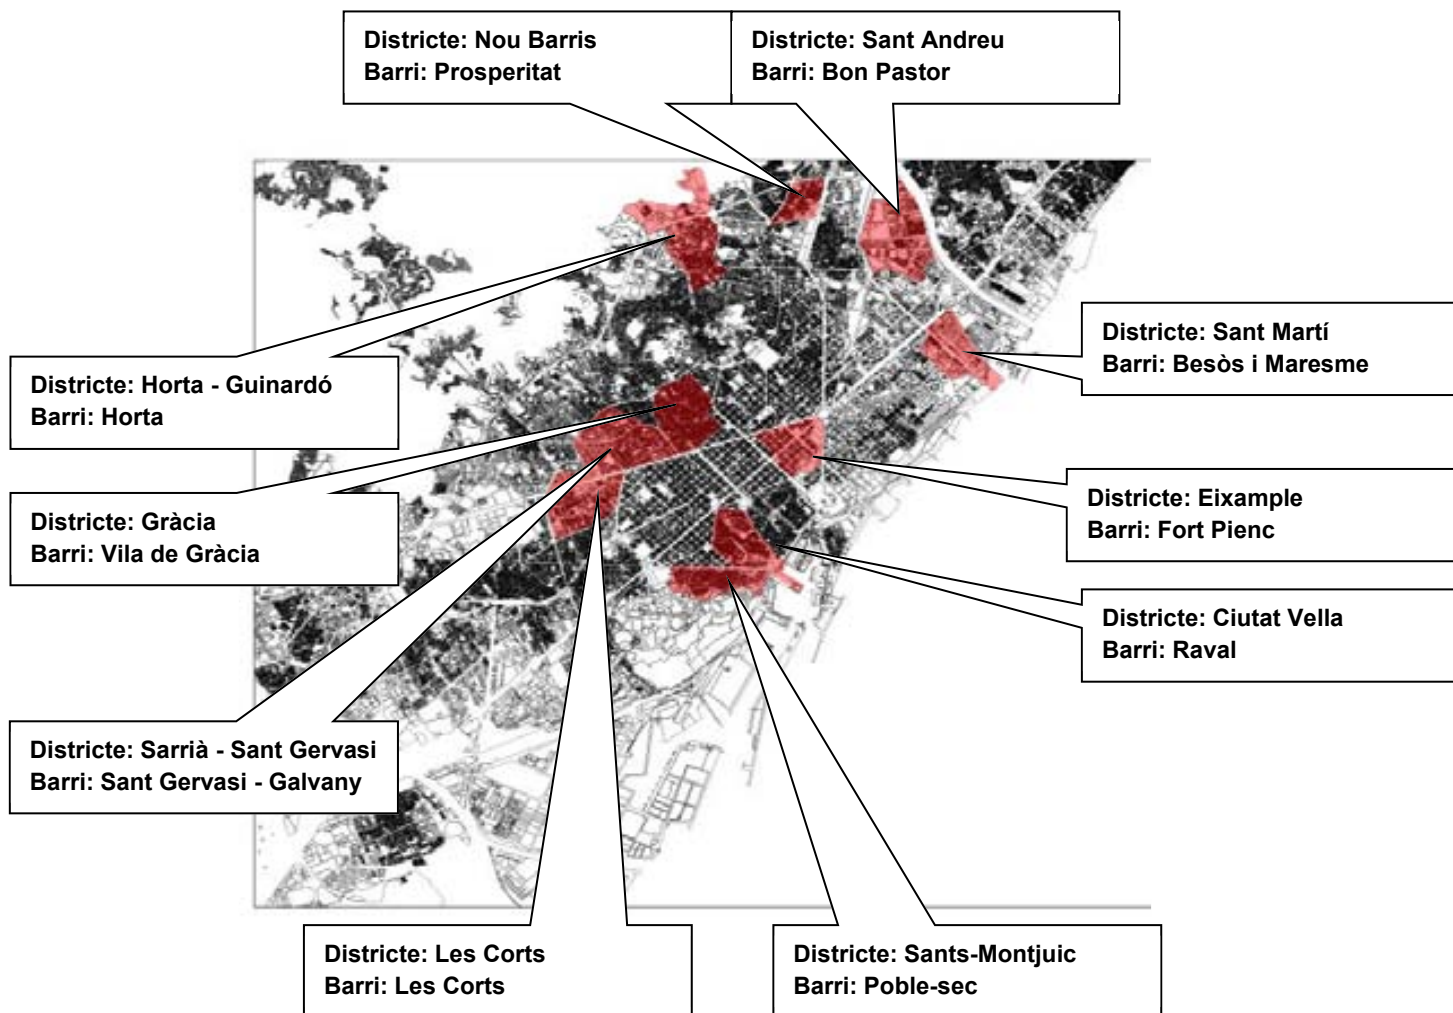 Districte: Nou Barris
Barri: Prosperitat
Districte: Sant Andreu
Barri: Bon Pastor
Districte: Sant Martí
Barri: Besòs i Maresme
Districte: Horta - Guinardó
Barri: Horta
Districte: Eixample
Barri: Fort Pienc
Districte: Gràcia
Barri: Vila de Gràcia
Districte: Ciutat Vella
Barri: Raval
Districte: Sarrià - Sant Gervasi
Barri: Sant Gervasi - Galvany
Districte: Les Corts
Barri: Les Corts
Districte: Sants-Montjuic
Barri: Poble-sec